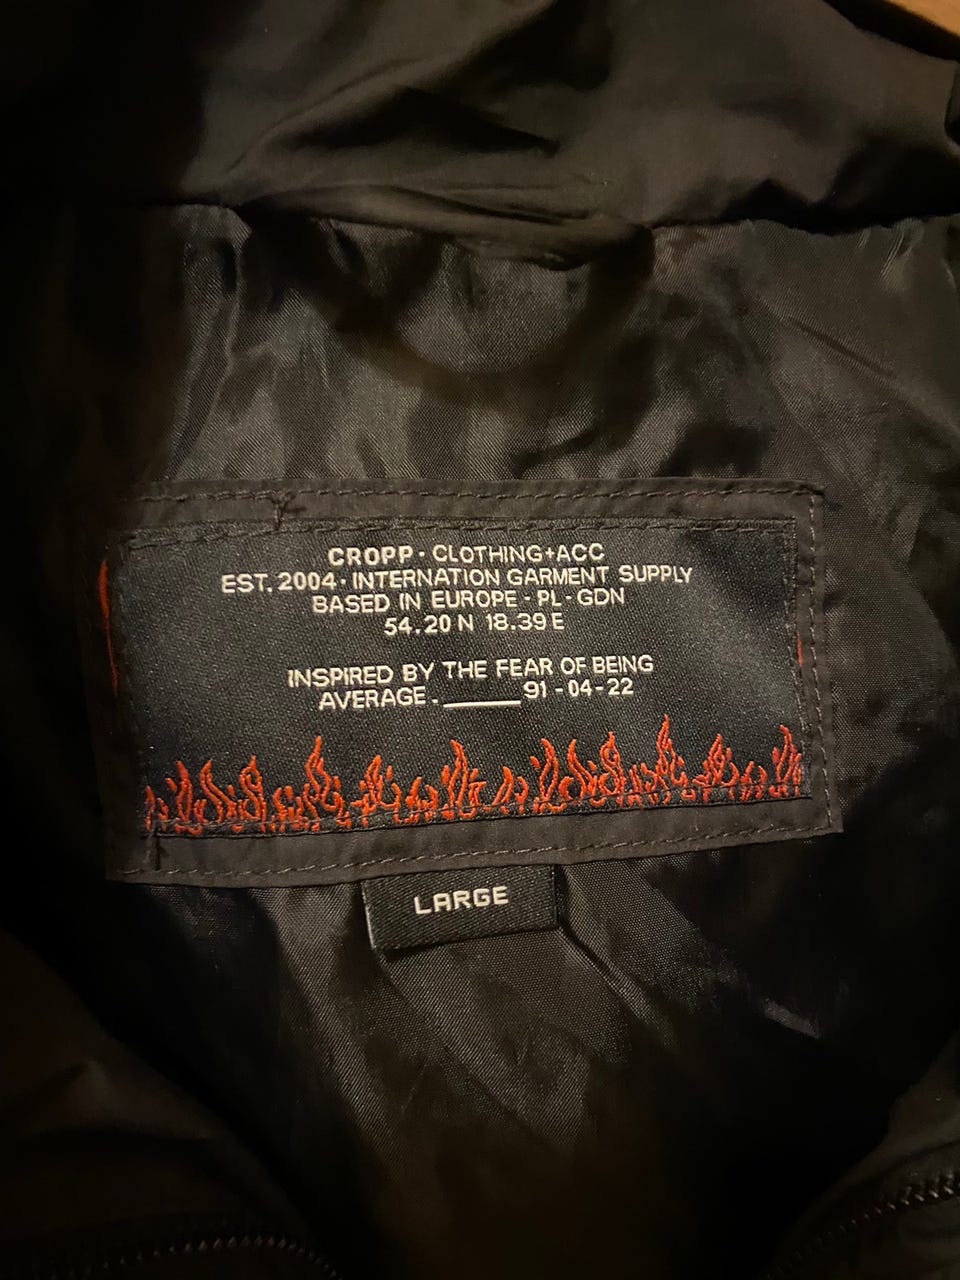 CROPP · CLOTHING+ACC
EST. 2004 · INTERNATION GARMENT SUPPLY
BASED IN EUROPE - PL - GDN
54.20 N 18.39 E
INSPIRED BY THE FEAR OF BEING
AVERAGE . ______ 91 - 04 - 22
LARGE